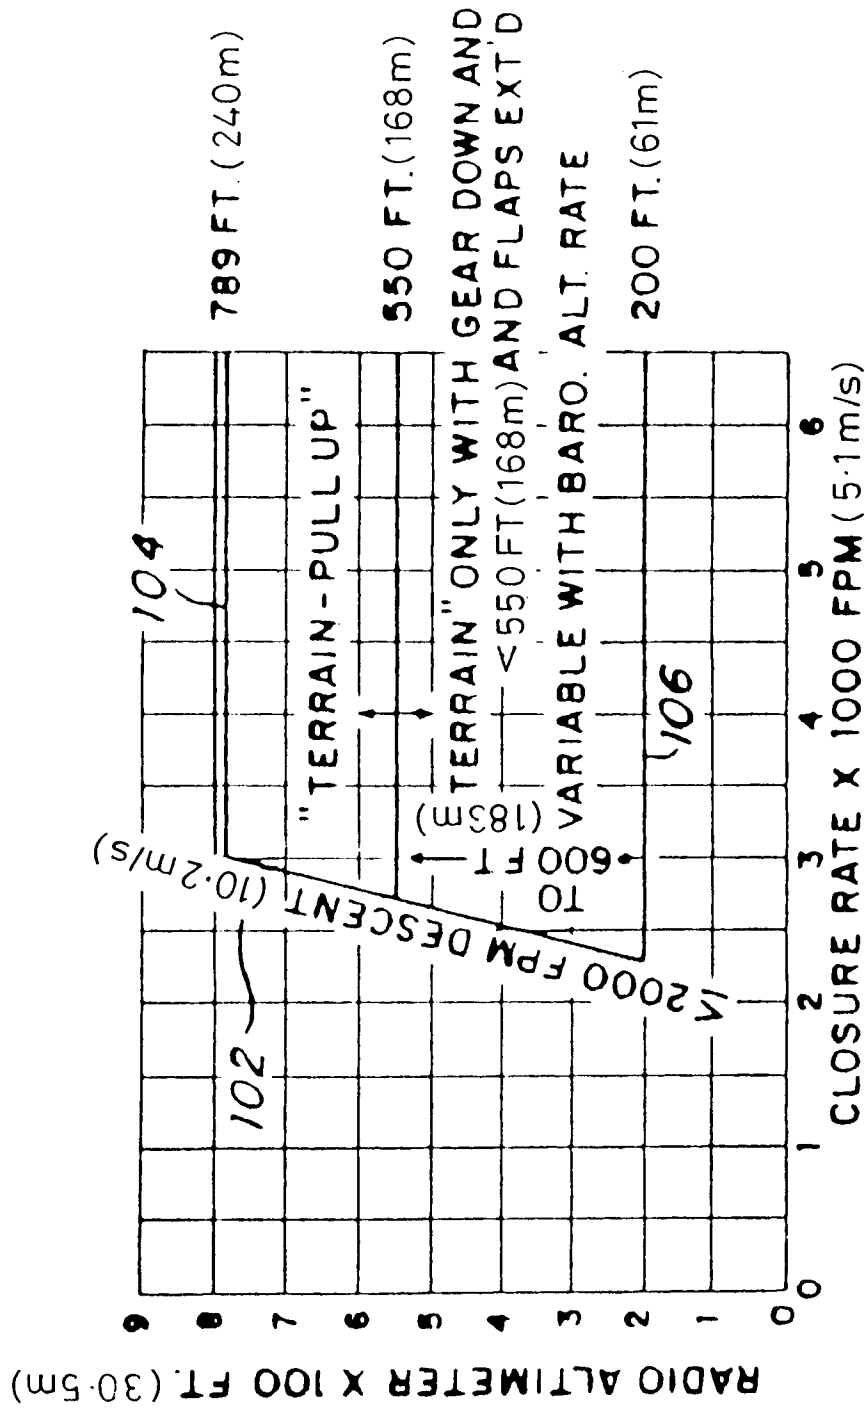 RADIO ALTIMETER X 100 FT. (30·5m)
9
8
7
6
5
4
3
2
1
0
0
1
2
3
4
5
6
CLOSURE RATE X 1000 FPM (5·1m/s)
102
104
106
≤ 2000 FPM DESCENT (10·2m/s)
"TERRAIN-PULL UP"
TERRAIN" ONLY WITH GEAR DOWN AND
<550FT(168m) AND FLAPS EXT'D
VARIABLE WITH BARO. ALT. RATE
TO
600 FT
(183m)
789 FT. (240m)
550 FT.(168m)
200 FT.(61m)